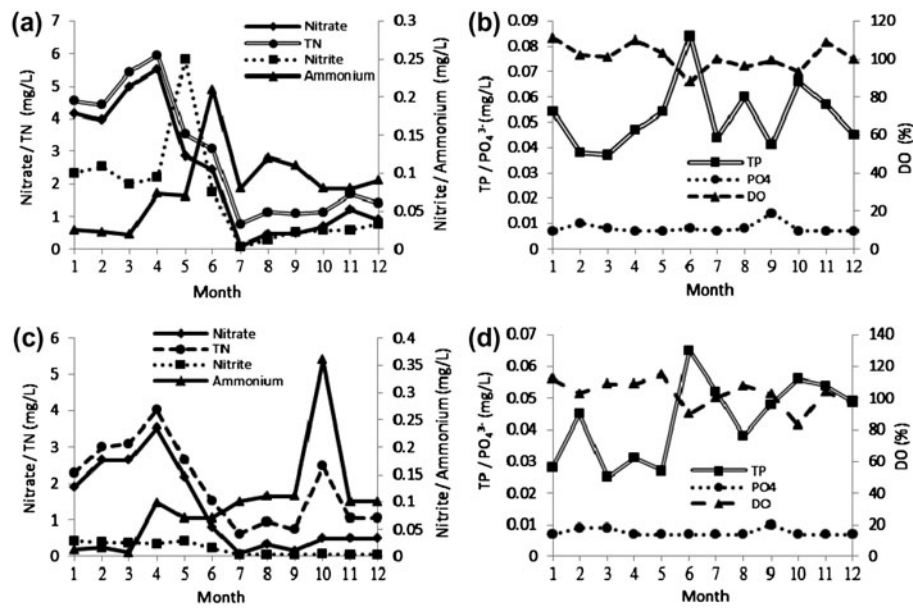 (a)
Nitrate / TN (mg/L)
7
6
5
4
3
2
1
0
Nitrate
TN
Nitrite
Ammonium
0.3
0.25
0.2
0.15
0.1
0.05
0
Nitrite/ Ammonium (mg/L)
1 2 3 4 5 6 7 8 9 10 11 12
Month
(b)
TP / PO₄³⁻ (mg/L)
0.09
0.08
0.07
0.06
0.05
0.04
0.03
0.02
0.01
0
TP
PO4
DO
120
100
80
60
40
20
0
DO (%)
1 2 3 4 5 6 7 8 9 10 11 12
Month
(c)
Nitrate/ TN (mg/L)
6
5
4
3
2
1
0
Nitrate
TN
Nitrite
Ammonium
0.4
0.35
0.3
0.25
0.2
0.15
0.1
0.05
0
Nitrite/ Ammonium (mg/L)
1 2 3 4 5 6 7 8 9 10 11 12
Month
(d)
TP / PO₄³⁻ (mg/L)
0.07
0.06
0.05
0.04
0.03
0.02
0.01
0
TP
PO4
DO
140
120
100
80
60
40
20
0
DO (%)
1 2 3 4 5 6 7 8 9 10 11 12
Month